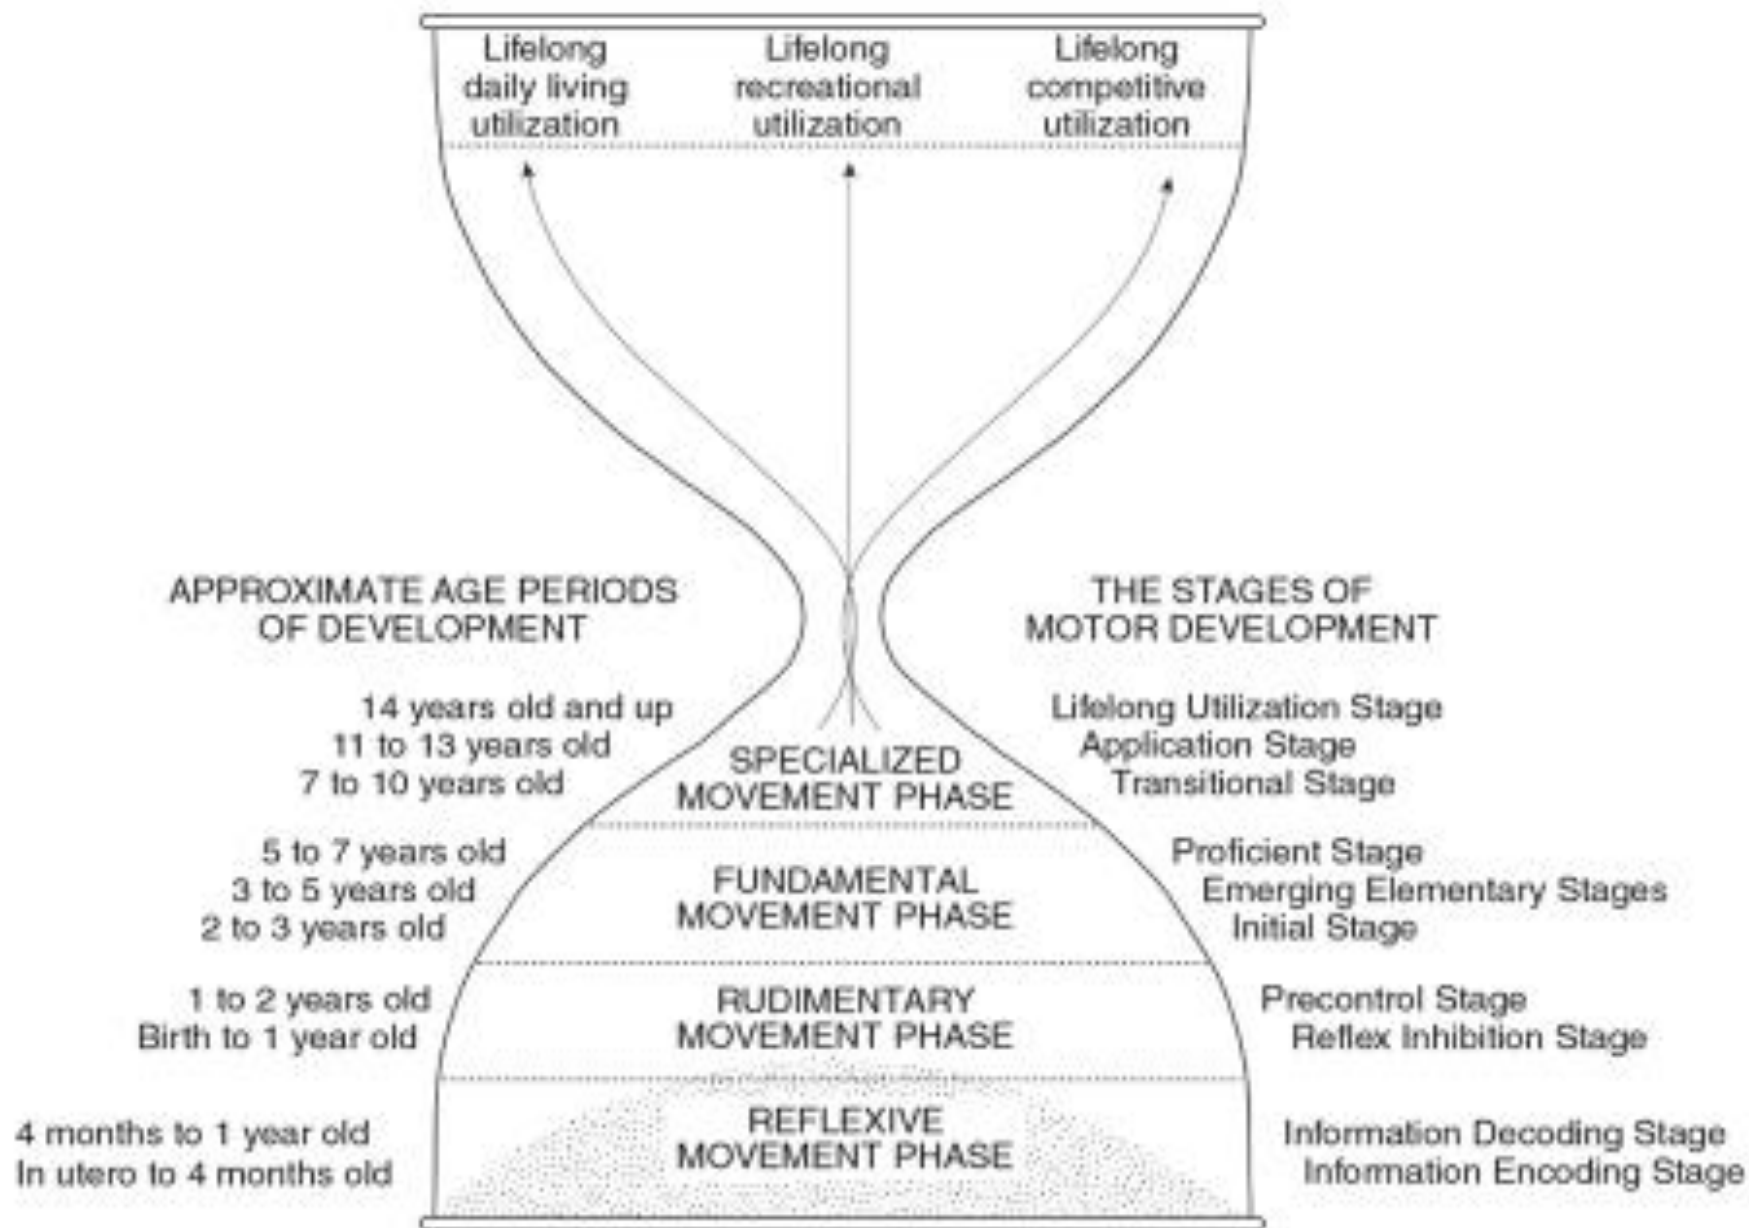 Lifelong
daily living
utilization
Lifelong
recreational
utilization
Lifelong
competitive
utilization
APPROXIMATE AGE PERIODS
OF DEVELOPMENT
THE STAGES OF
MOTOR DEVELOPMENT
14 years old and up
11 to 13 years old
7 to 10 years old
SPECIALIZED
MOVEMENT PHASE
Lifelong Utilization Stage
Application Stage
Transitional Stage
5 to 7 years old
3 to 5 years old
2 to 3 years old
FUNDAMENTAL
MOVEMENT PHASE
Proficient Stage
Emerging Elementary Stages
Initial Stage
1 to 2 years old
Birth to 1 year old
RUDIMENTARY
MOVEMENT PHASE
Precontrol Stage
Reflex Inhibition Stage
4 months to 1 year old
In utero to 4 months old
REFLEXIVE
MOVEMENT PHASE
Information Decoding Stage
Information Encoding Stage